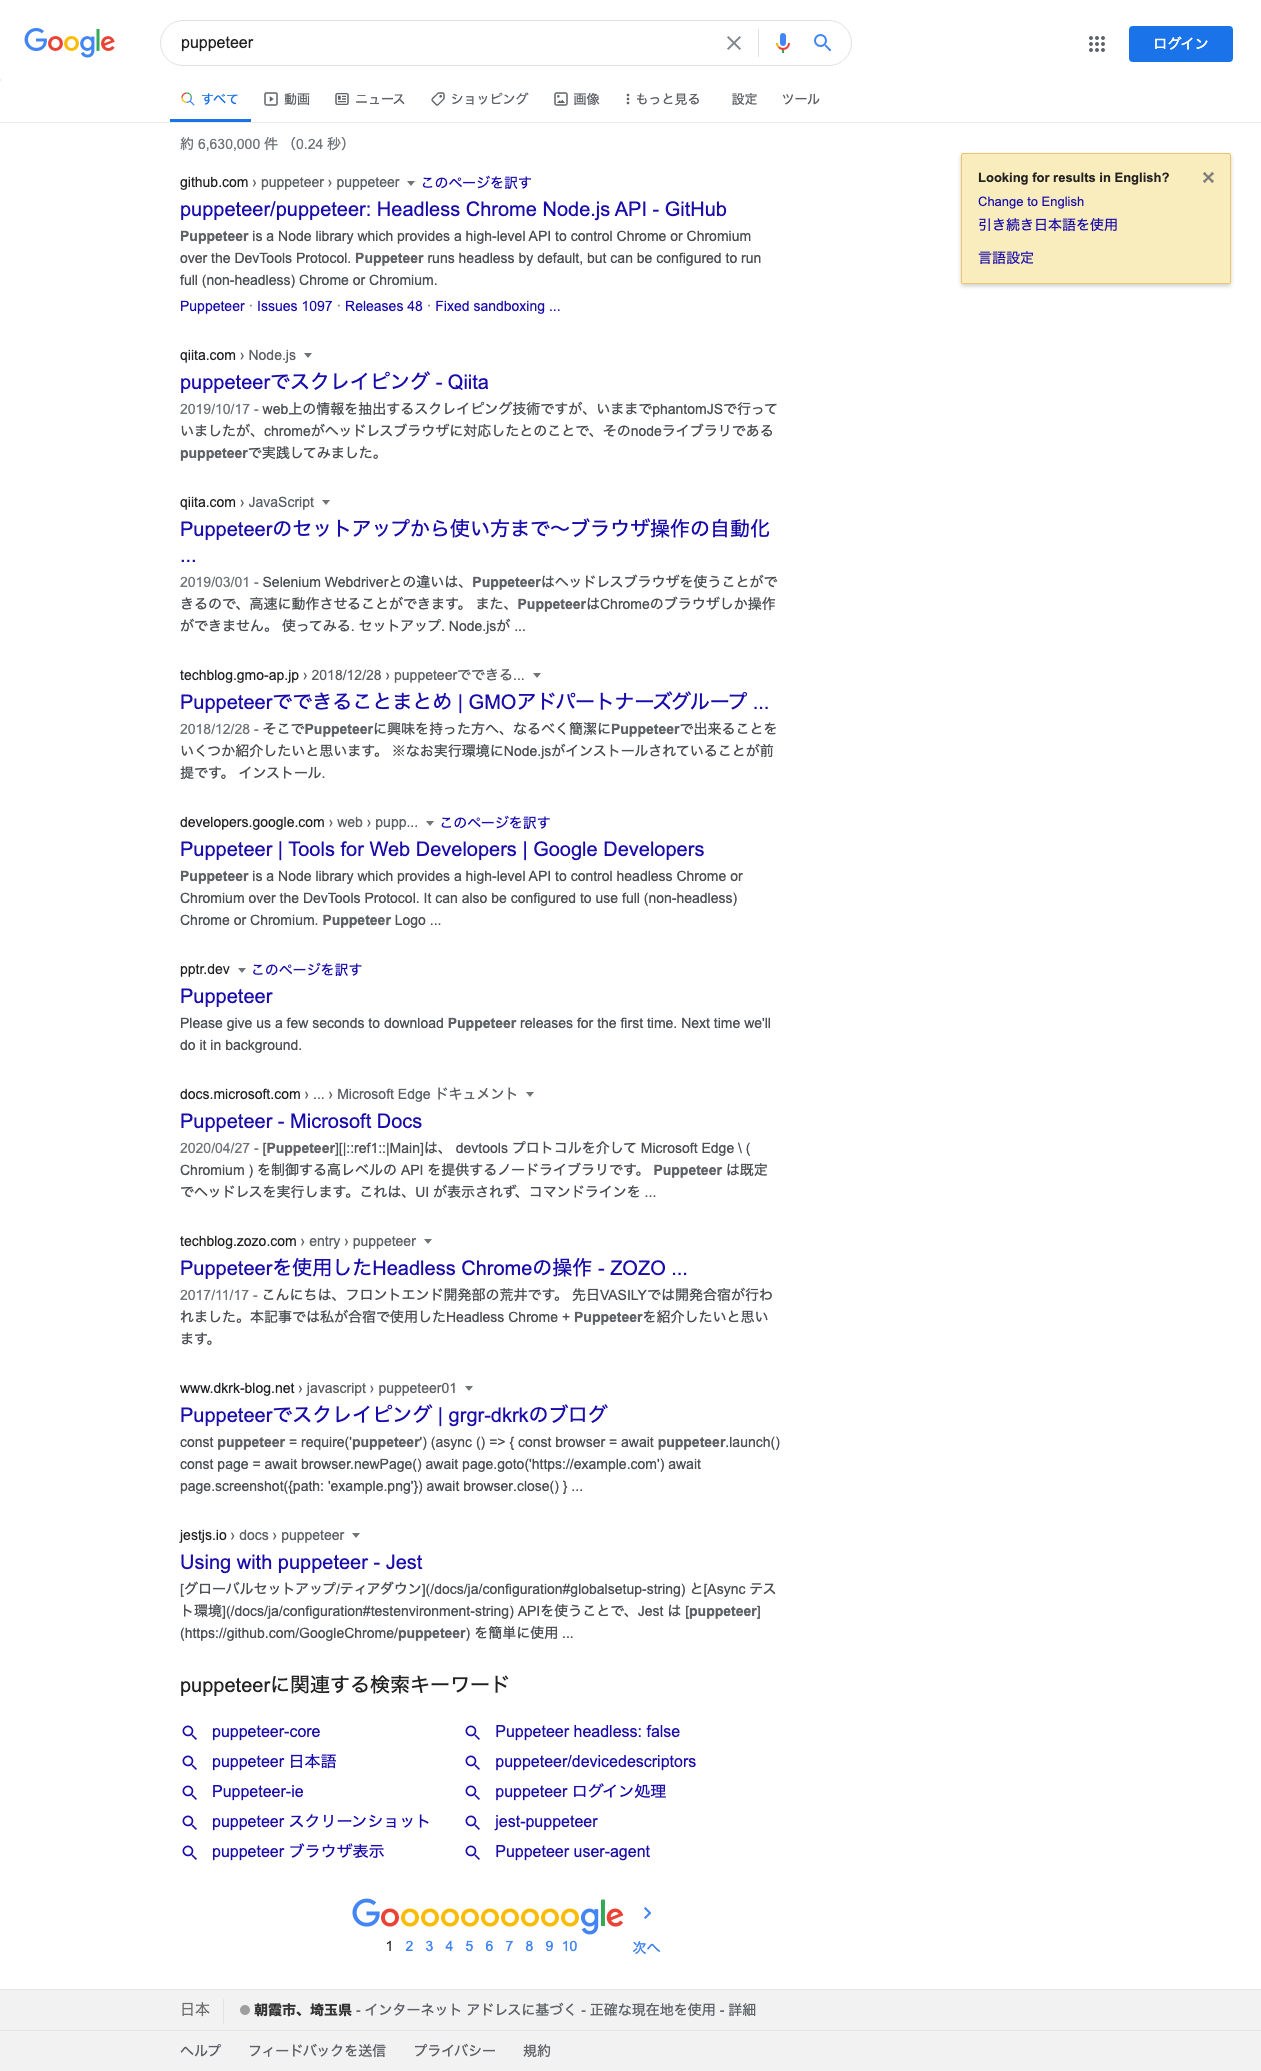 Google
puppeteer
ログイン
すべて 動画 ニュース ショッピング 画像 もっと見る 設定 ツール
約 6,630,000 件 （0.24 秒）
Looking for results in English?
Change to English
引き続き日本語を使用
言語設定
github.com › puppeteer › puppeteer このページを訳す
puppeteer/puppeteer: Headless Chrome Node.js API - GitHub
Puppeteer is a Node library which provides a high-level API to control Chrome or Chromium
over the DevTools Protocol. Puppeteer runs headless by default, but can be configured to run
full (non-headless) Chrome or Chromium.
Puppeteer · Issues 1097 · Releases 48 · Fixed sandboxing ...
qiita.com › Node.js
puppeteerでスクレイピング - Qiita
2019/10/17 - web上の情報を抽出するスクレイピング技術ですが、いままでphantomJSで行って
いましたが、chromeがヘッドレスブラウザに対応したとのことで、そのnodeライブラリである
puppeteerで実践してみました。
qiita.com › JavaScript
Puppeteerのセットアップから使い方まで〜ブラウザ操作の自動化
...
2019/03/01 - Selenium Webdriverとの違いは、Puppeteerはヘッドレスブラウザを使うことがで
きるので、高速に動作させることができます。 また、PuppeteerはChromeのブラウザしか操作
ができません。 使ってみる. セットアップ. Node.jsが ...
techblog.gmo-ap.jp › 2018/12/28 › puppeteerでできる...
Puppeteerでできることまとめ | GMOアドパートナーズグループ ...
2018/12/28 - そこでPuppeteerに興味を持った方へ、なるべく簡潔にPuppeteerで出来ることを
いくつか紹介したいと思います。 ※なお実行環境にNode.jsがインストールされていることが前
提です。 インストール.
developers.google.com › web › pupp... このページを訳す
Puppeteer | Tools for Web Developers | Google Developers
Puppeteer is a Node library which provides a high-level API to control headless Chrome or
Chromium over the DevTools Protocol. It can also be configured to use full (non-headless)
Chrome or Chromium. Puppeteer Logo ...
pptr.dev このページを訳す
Puppeteer
Please give us a few seconds to download Puppeteer releases for the first time. Next time we'll
do it in background.
docs.microsoft.com › ... › Microsoft Edge ドキュメント
Puppeteer - Microsoft Docs
2020/04/27 - [Puppeteer][|::ref1::|Main]は、 devtools プロトコルを介して Microsoft Edge \ (
Chromium ) を制御する高レベルの API を提供するノードライブラリです。 Puppeteer は既定
でヘッドレスを実行します。これは、UI が表示されず、コマンドラインを ...
techblog.zozo.com › entry › puppeteer
Puppeteerを使用したHeadless Chromeの操作 - ZOZO ...
2017/11/17 - こんにちは、フロントエンド開発部の荒井です。 先日VASILYでは開発合宿が行わ
れました。本記事では私が合宿で使用したHeadless Chrome + Puppeteerを紹介したいと思い
ます。
www.dkrk-blog.net › javascript › puppeteer01
Puppeteerでスクレイピング | grgr-dkrkのブログ
const puppeteer = require('puppeteer') (async () => { const browser = await puppeteer.launch()
const page = await browser.newPage() await page.goto('https://example.com') await
page.screenshot({path: 'example.png'}) await browser.close() } ...
jestjs.io › docs › puppeteer
Using with puppeteer - Jest
[グローバルセットアップ/ティアダウン](/docs/ja/configuration#globalsetup-string) と[Async テス
ト環境](/docs/ja/configuration#testenvironment-string) APIを使うことで、Jest は [puppeteer]
(https://github.com/GoogleChrome/puppeteer) を簡単に使用 ...
puppeteerに関連する検索キーワード
puppeteer-core Puppeteer headless: false
puppeteer 日本語 puppeteer/devicedescriptors
Puppeteer-ie puppeteer ログイン処理
puppeteer スクリーンショット jest-puppeteer
puppeteer ブラウザ表示 Puppeteer user-agent
Goooooooooogle
1 2 3 4 5 6 7 8 9 10 次へ
日本 朝霞市、埼玉県 - インターネット アドレスに基づく - 正確な現在地を使用 - 詳細
ヘルプ フィードバックを送信 プライバシー 規約